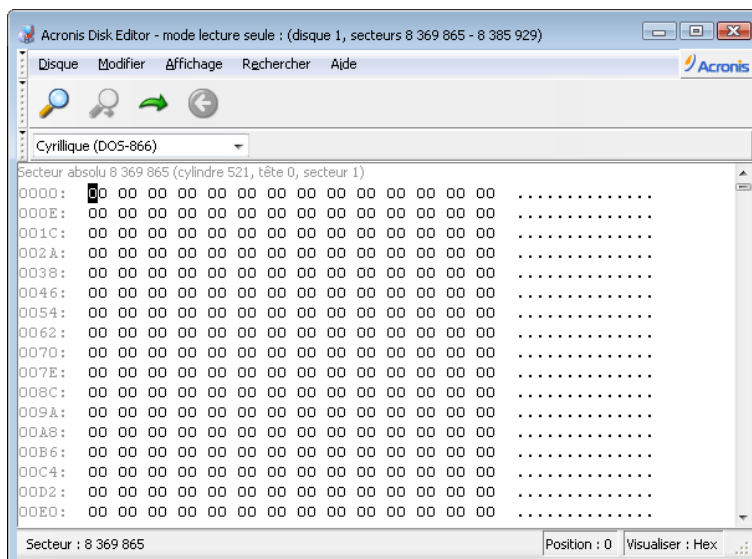 Acronis Disk Editor - mode lecture seule : (disque 1, secteurs 8 369 865 - 8 385 929)
Disque Modifier Affichage Rechercher Aide Acronis
Cyrillique (DOS-866)
Secteur absolu 8 369 865 (cylindre 521, tête 0, secteur 1)
0000: 00 00 00 00 00 00 00 00 00 00 00 00 00 00 ..............
000E: 00 00 00 00 00 00 00 00 00 00 00 00 00 00 ..............
001C: 00 00 00 00 00 00 00 00 00 00 00 00 00 00 ..............
002A: 00 00 00 00 00 00 00 00 00 00 00 00 00 00 ..............
0038: 00 00 00 00 00 00 00 00 00 00 00 00 00 00 ..............
0046: 00 00 00 00 00 00 00 00 00 00 00 00 00 00 ..............
0054: 00 00 00 00 00 00 00 00 00 00 00 00 00 00 ..............
0062: 00 00 00 00 00 00 00 00 00 00 00 00 00 00 ..............
0070: 00 00 00 00 00 00 00 00 00 00 00 00 00 00 ..............
007E: 00 00 00 00 00 00 00 00 00 00 00 00 00 00 ..............
008C: 00 00 00 00 00 00 00 00 00 00 00 00 00 00 ..............
009A: 00 00 00 00 00 00 00 00 00 00 00 00 00 00 ..............
00A8: 00 00 00 00 00 00 00 00 00 00 00 00 00 00 ..............
00B6: 00 00 00 00 00 00 00 00 00 00 00 00 00 00 ..............
00C4: 00 00 00 00 00 00 00 00 00 00 00 00 00 00 ..............
00D2: 00 00 00 00 00 00 00 00 00 00 00 00 00 00 ..............
00E0: 00 00 00 00 00 00 00 00 00 00 00 00 00 00 ..............
Secteur : 8 369 865 Position : 0 Visualiser : Hex